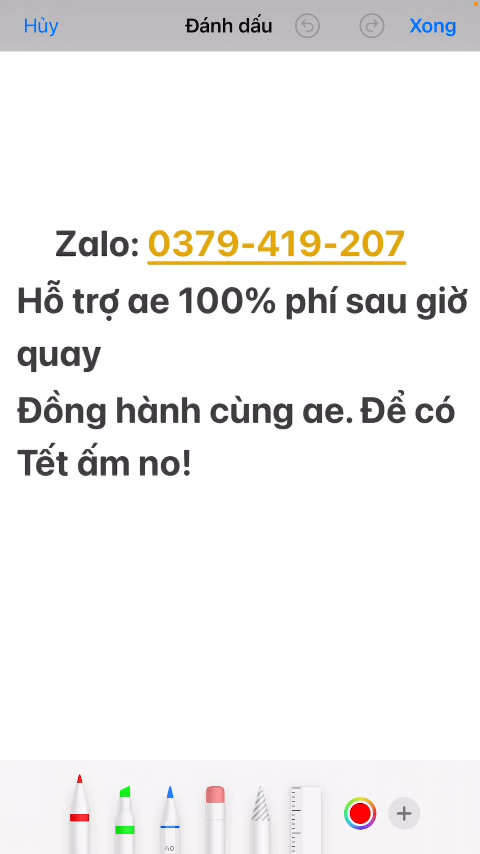 Hủy Đánh dấu Xong
Zalo: 0379-419-207
Hỗ trợ ae 100% phí sau giờ
quay
Đồng hành cùng ae. Để có
Tết ấm no!